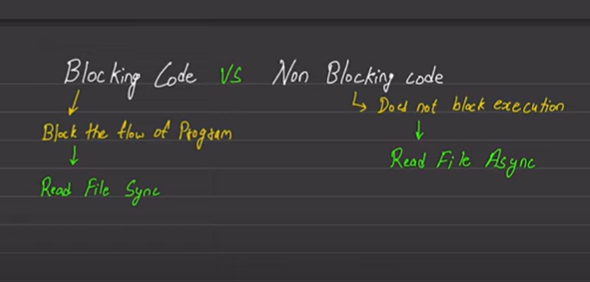 Blocking Code VS Non Blocking code
Does not block execution
Block the flow of Program
Read File Async
Read File Sync